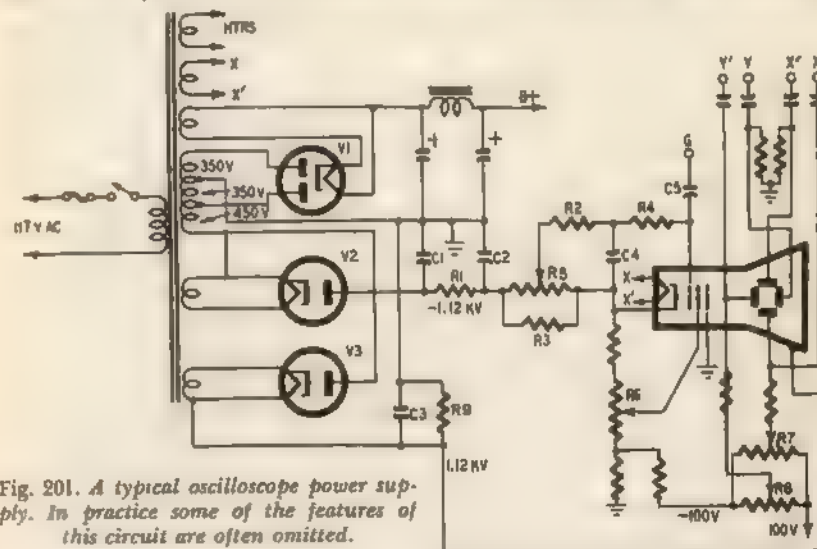 HTRS
X
X'
B+
Y'
Y
X'
V1
G
350V
350V
450V
C5
117V AC
R2
R4
C1
C2
C4
V2
R1
R5
X
X'
-1.12 KV
R3
V3
R6
C3
R9
R7
1.12 KV
R8
-100V
100V
Fig. 201. A typical oscilloscope power sup-
ply. In practice some of the features of
this circuit are often omitted.